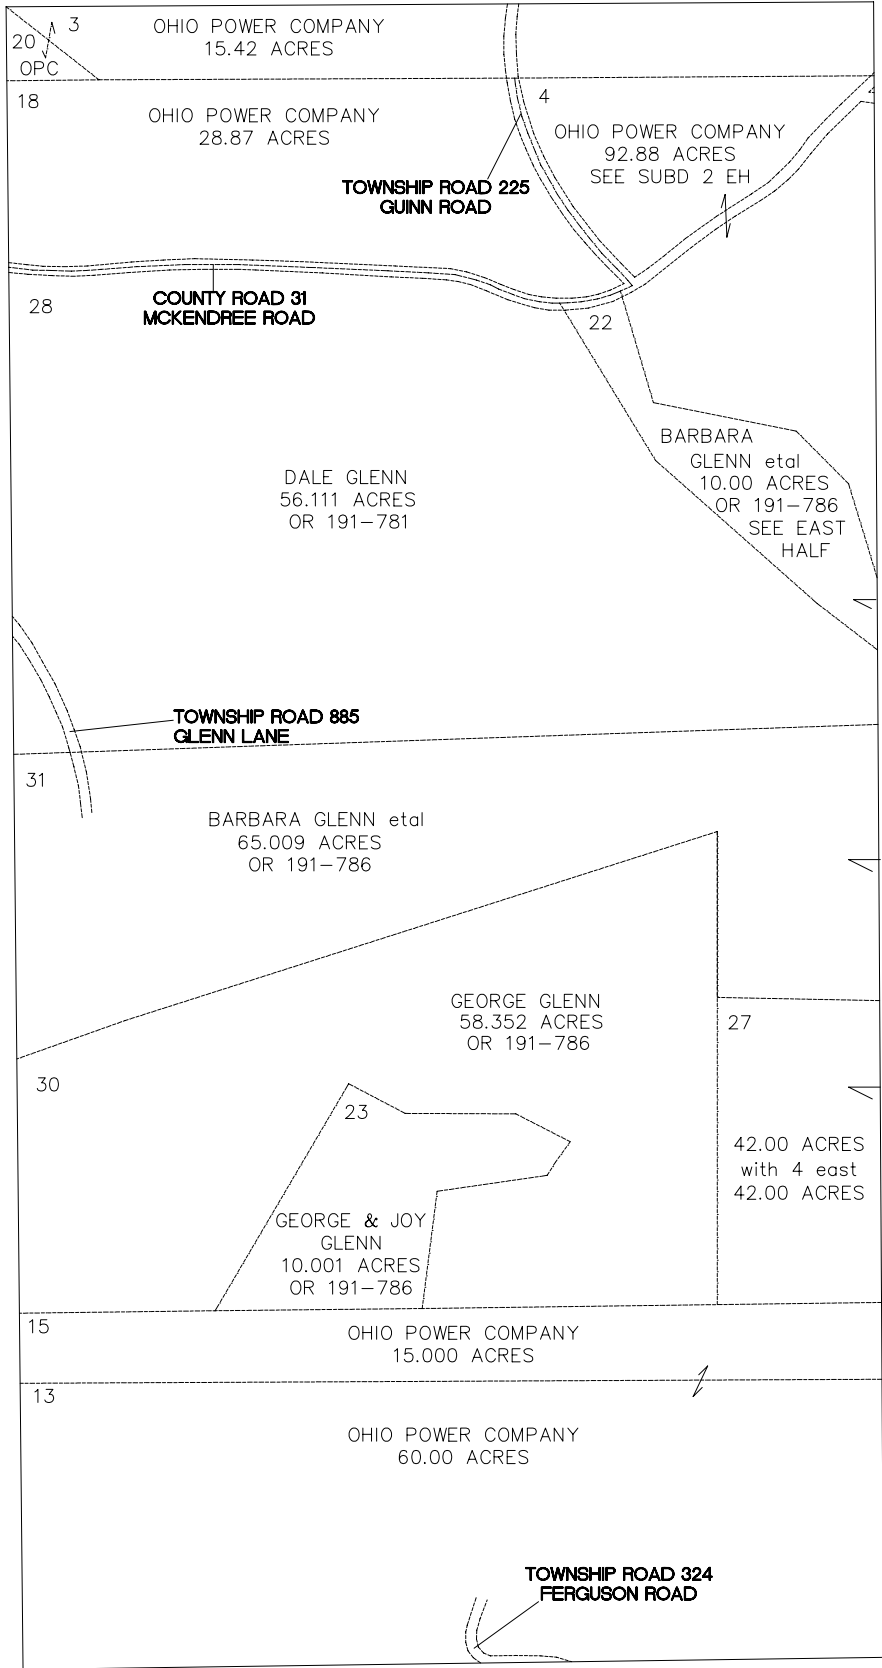 3
OHIO POWER COMPANY
15.42 ACRES
20
OPC
18
4
OHIO POWER COMPANY
28.87 ACRES
OHIO POWER COMPANY
92.88 ACRES
SEE SUBD 2 EH
TOWNSHIP ROAD 225
GUINN ROAD
COUNTY ROAD 31
MCKENDREE ROAD
28
22
BARBARA
GLENN etal
10.00 ACRES
OR 191-786
SEE EAST
HALF
DALE GLENN
56.111 ACRES
OR 191-781
TOWNSHIP ROAD 885
GLENN LANE
31
BARBARA GLENN etal
65.009 ACRES
OR 191-786
GEORGE GLENN
58.352 ACRES
OR 191-786
27
30
23
42.00 ACRES
with 4 east
42.00 ACRES
GEORGE & JOY
GLENN
10.001 ACRES
OR 191-786
15
OHIO POWER COMPANY
15.000 ACRES
13
OHIO POWER COMPANY
60.00 ACRES
TOWNSHIP ROAD 324
FERGUSON ROAD